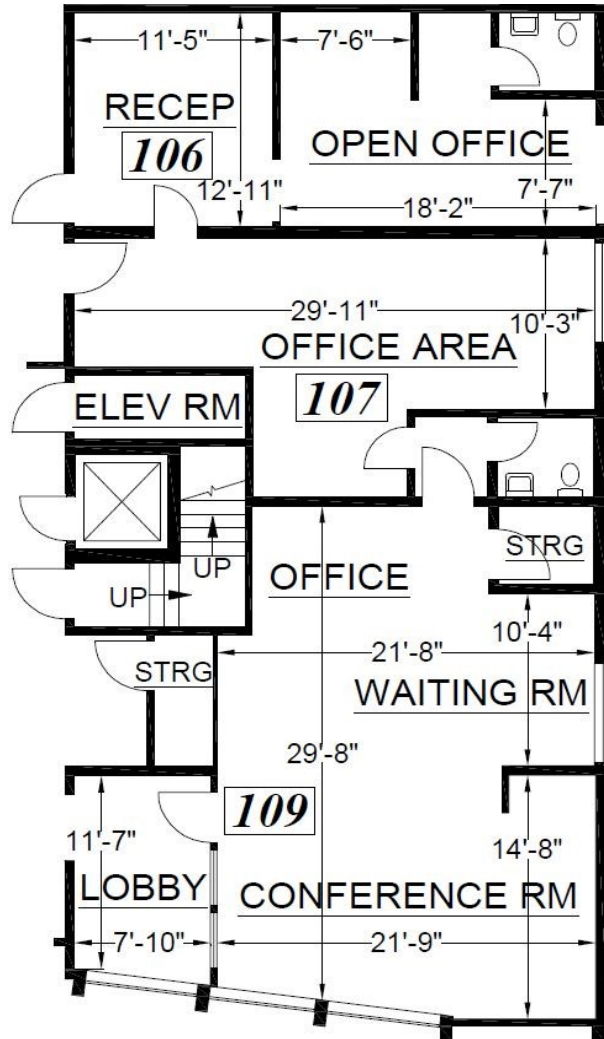 11'-5"
7'-6"
RECEP
106
OPEN OFFICE
12'-11"
7'-7"
18'-2"
29'-11"
10'-3"
OFFICE AREA
107
ELEV RM
STRG
UP
UP
OFFICE
10'-4"
21'-8"
STRG
WAITING RM
29'-8"
109
11'-7"
14'-8"
LOBBY
CONFERENCE RM
7'-10"
21'-9"